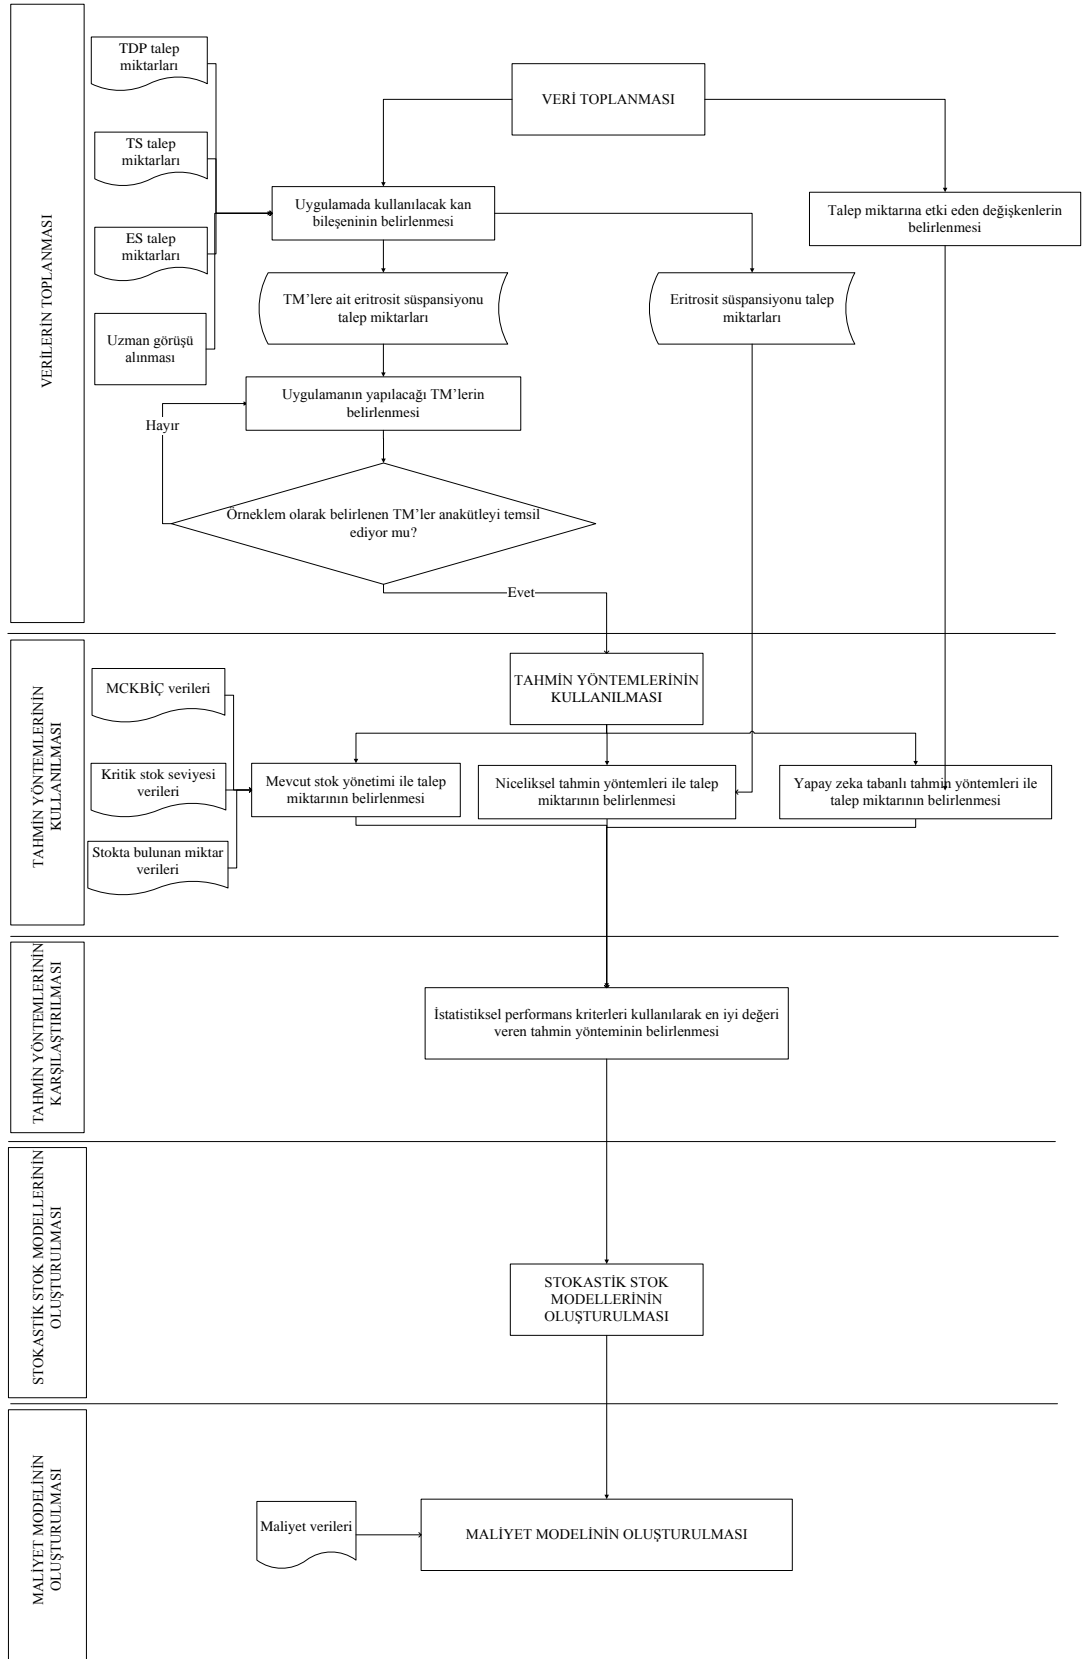 VERİLERİN TOPLANMASI
TDP talep
miktarları
VERİ TOPLANMASI
TS talep
miktarları
Uygulamada kullanılacak kan
bileşeninin belirlenmesi
Talep miktarına etki eden değişkenlerin
belirlenmesi
ES talep
miktarları
TM’lere ait eritrosit süspansiyonu
talep miktarları
Eritrosit süspansiyonu talep
miktarları
Uzman görüşü
alınması
Uygulamanın yapılacağı TM’lerin
belirlenmesi
Hayır
Örneklem olarak belirlenen TM’ler anakütleyi temsil
ediyor mu?
Evet
TAHMİN YÖNTEMLERİNİN
KULLANILMASI
MCKBİÇ verileri
TAHMİN YÖNTEMLERİNİN
KULLANILMASI
Kritik stok seviyesi
verileri
Mevcut stok yönetimi ile talep
miktarının belirlenmesi
Niceliksel tahmin yöntemleri ile talep
miktarının belirlenmesi
Yapay zeka tabanlı tahmin yöntemleri ile
talep miktarının belirlenmesi
Stokta bulunan miktar
verileri
TAHMİN YÖNTEMLERİNİN
KARŞILAŞTIRILMASI
İstatistiksel performans kriterleri kullanılarak en iyi değeri
veren tahmin yönteminin belirlenmesi
STOKASTİK STOK MODELLERİNİN
OLUŞTURULMASI
STOKASTİK STOK
MODELLERİNİN
OLUŞTURULMASI
MALİYET MODELİNİN
OLUŞTURULMASI
Maliyet verileri
MALİYET MODELİNİN OLUŞTURULMASI